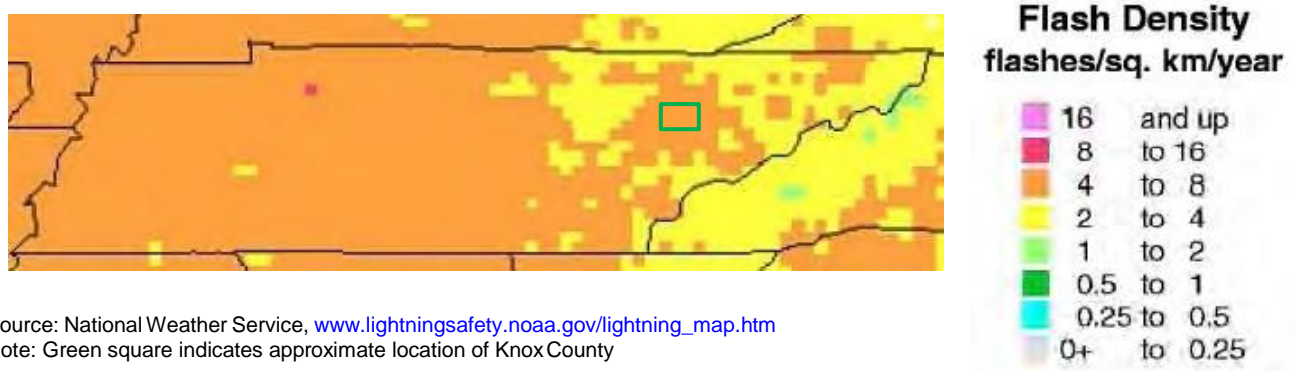 Flash Density
flashes/sq. km/year
16 and up
8 to 16
4 to 8
2 to 4
1 to 2
0.5 to 1
0.25 to 0.5
0+ to 0.25
ource: National Weather Service, www.lightningsafety.noaa.gov/lightning_map.htm
ote: Green square indicates approximate location of Knox County